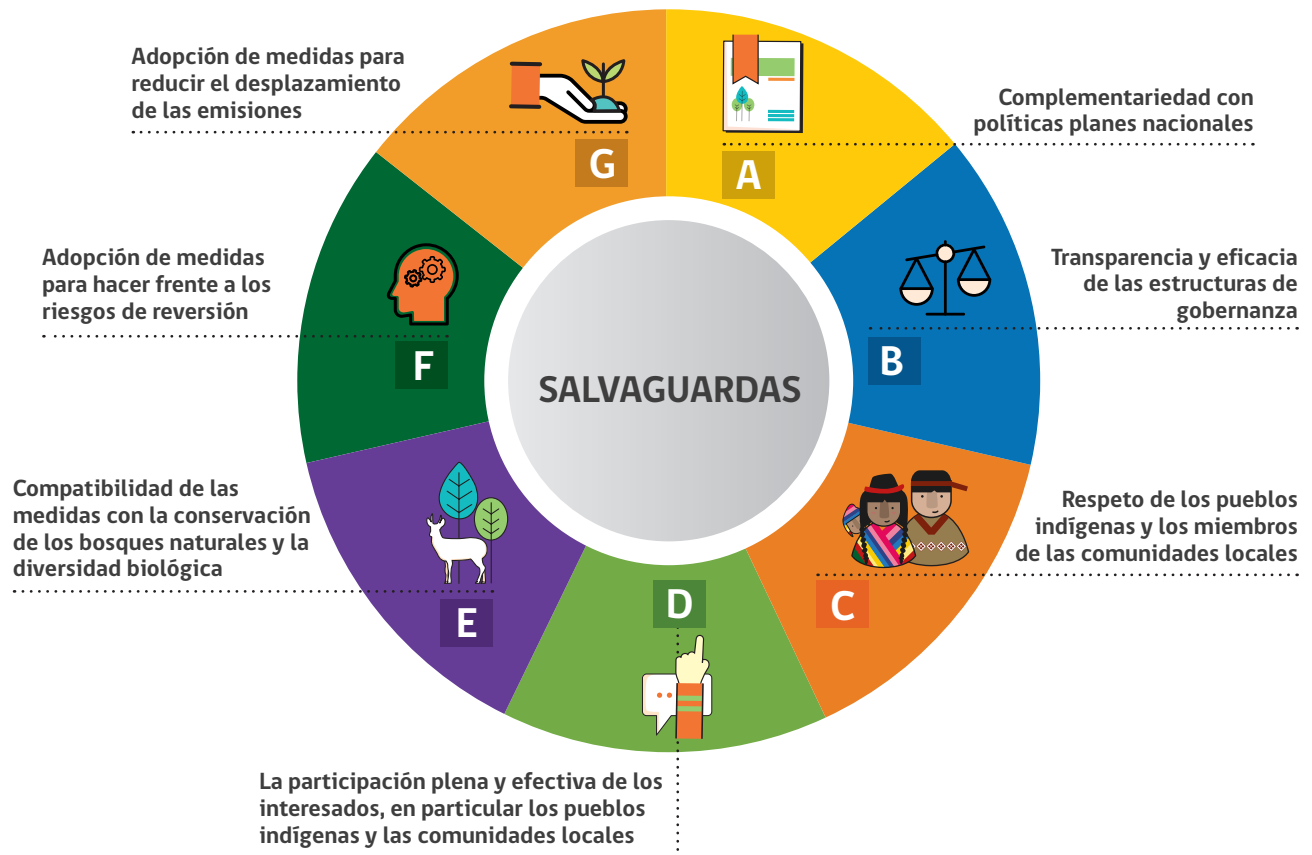 SALVAGUARDAS
A
Complementariedad con
políticas planes nacionales
B
Transparencia y eficacia
de las estructuras de
gobernanza
C
Respeto de los pueblos
indígenas y los miembros
de las comunidades locales
D
La participación plena y efectiva de los
interesados, en particular los pueblos
indígenas y las comunidades locales
E
Compatibilidad de las
medidas con la conservación
de los bosques naturales y la
diversidad biológica
F
Adopción de medidas
para hacer frente a los
riesgos de reversión
G
Adopción de medidas para
reducir el desplazamiento
de las emisiones